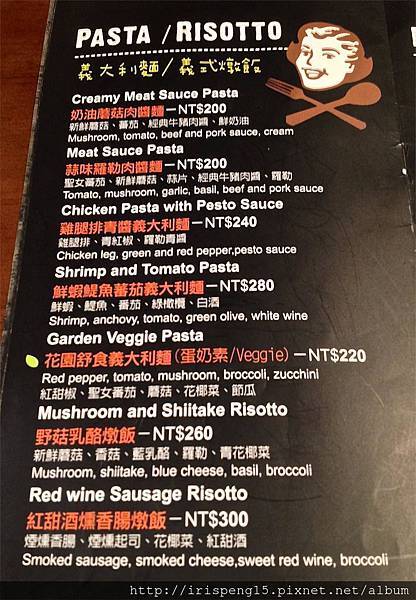 PASTA / RISOTTO
義大利麵/義式燉飯
Creamy Meat Sauce Pasta
奶油蘑菇肉醬麵－NT$200
新鮮蘑菇、番茄、經典牛豬肉醬、鮮奶油
Mushroom, tomato, beef and pork sauce, cream
Meat Sauce Pasta
蒜味羅勒肉醬麵－NT$200
聖女番茄、新鮮蘑菇、蒜片、經典牛豬肉醬、羅勒
Tomato, mushroom, garlic, basil, beef and pork sauce
Chicken Pasta with Pesto Sauce
雞腿排青醬義大利麵－NT$240
雞腿排、青紅椒、羅勒青醬
Chicken leg, green and red pepper,pesto sauce
Shrimp and Tomato Pasta
鮮蝦鯷魚蕃茄義大利麵－NT$280
鮮蝦、鯷魚、番茄、綠橄欖、白酒
Shrimp, anchovy, tomato, green olive, white wine
Garden Veggie Pasta
花園舒食義大利麵(蛋奶素/Veggie)－NT$220
Red pepper, tomato, mushroom, broccoli, zucchini
紅甜椒、聖女番茄、蘑菇、花椰菜、節瓜
Mushroom and Shiitake Risotto
野菇乳酪燉飯－NT$260
新鮮蘑菇、香菇、藍乳酪、羅勒、青花椰菜
Mushroom, shiitake, blue cheese, basil, broccoli
Red wine Sausage Risotto
紅甜酒燻香腸燉飯－NT$300
煙燻香腸、煙燻起司、花椰菜、紅甜酒
Smoked sausage, smoked cheese,sweet red wine, broccoli
http://irispeng15.pixnet.net/album